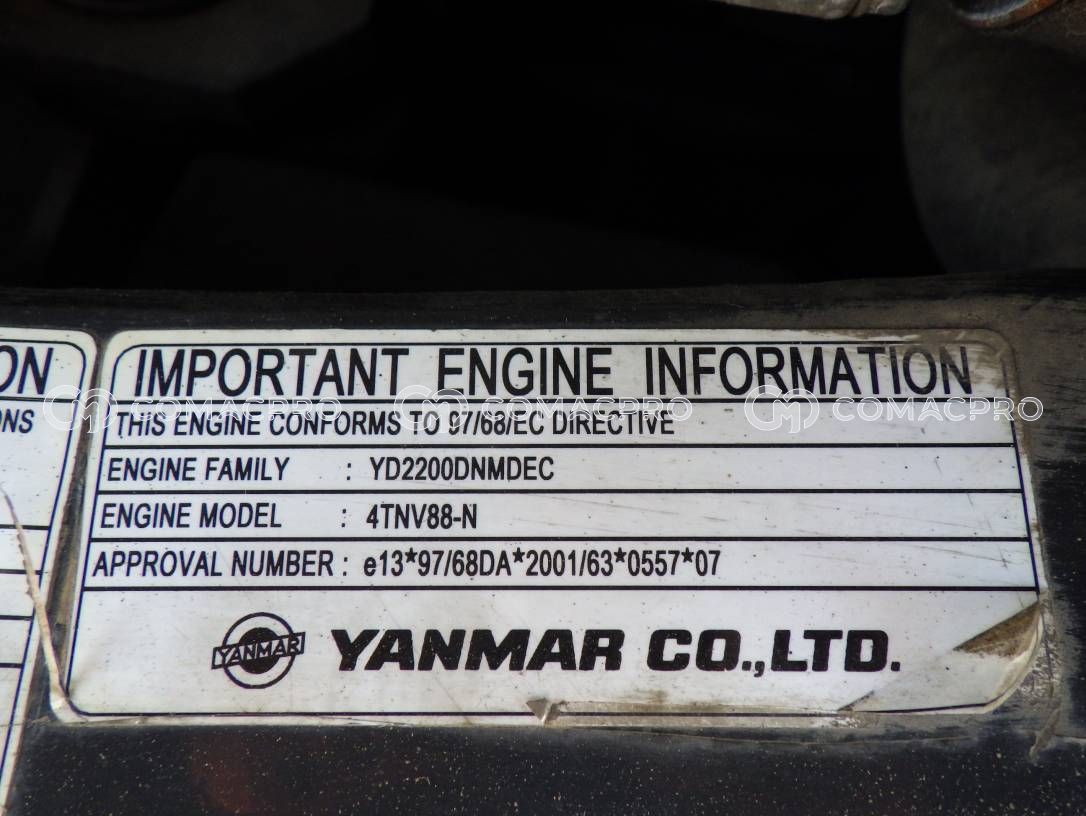 ON
NS
IMPORTANT ENGINE INFORMATION
COMACPRO COMACPRO COMACPRO
THIS ENGINE CONFORMS TO 97/68/EC DIRECTIVE
ENGINE FAMILY : YD2200DNMDEC
ENGINE MODEL : 4TNV88-N
APPROVAL NUMBER : e13*97/68DA*2001/63*0557*07
YANMAR YANMAR CO.,LTD.